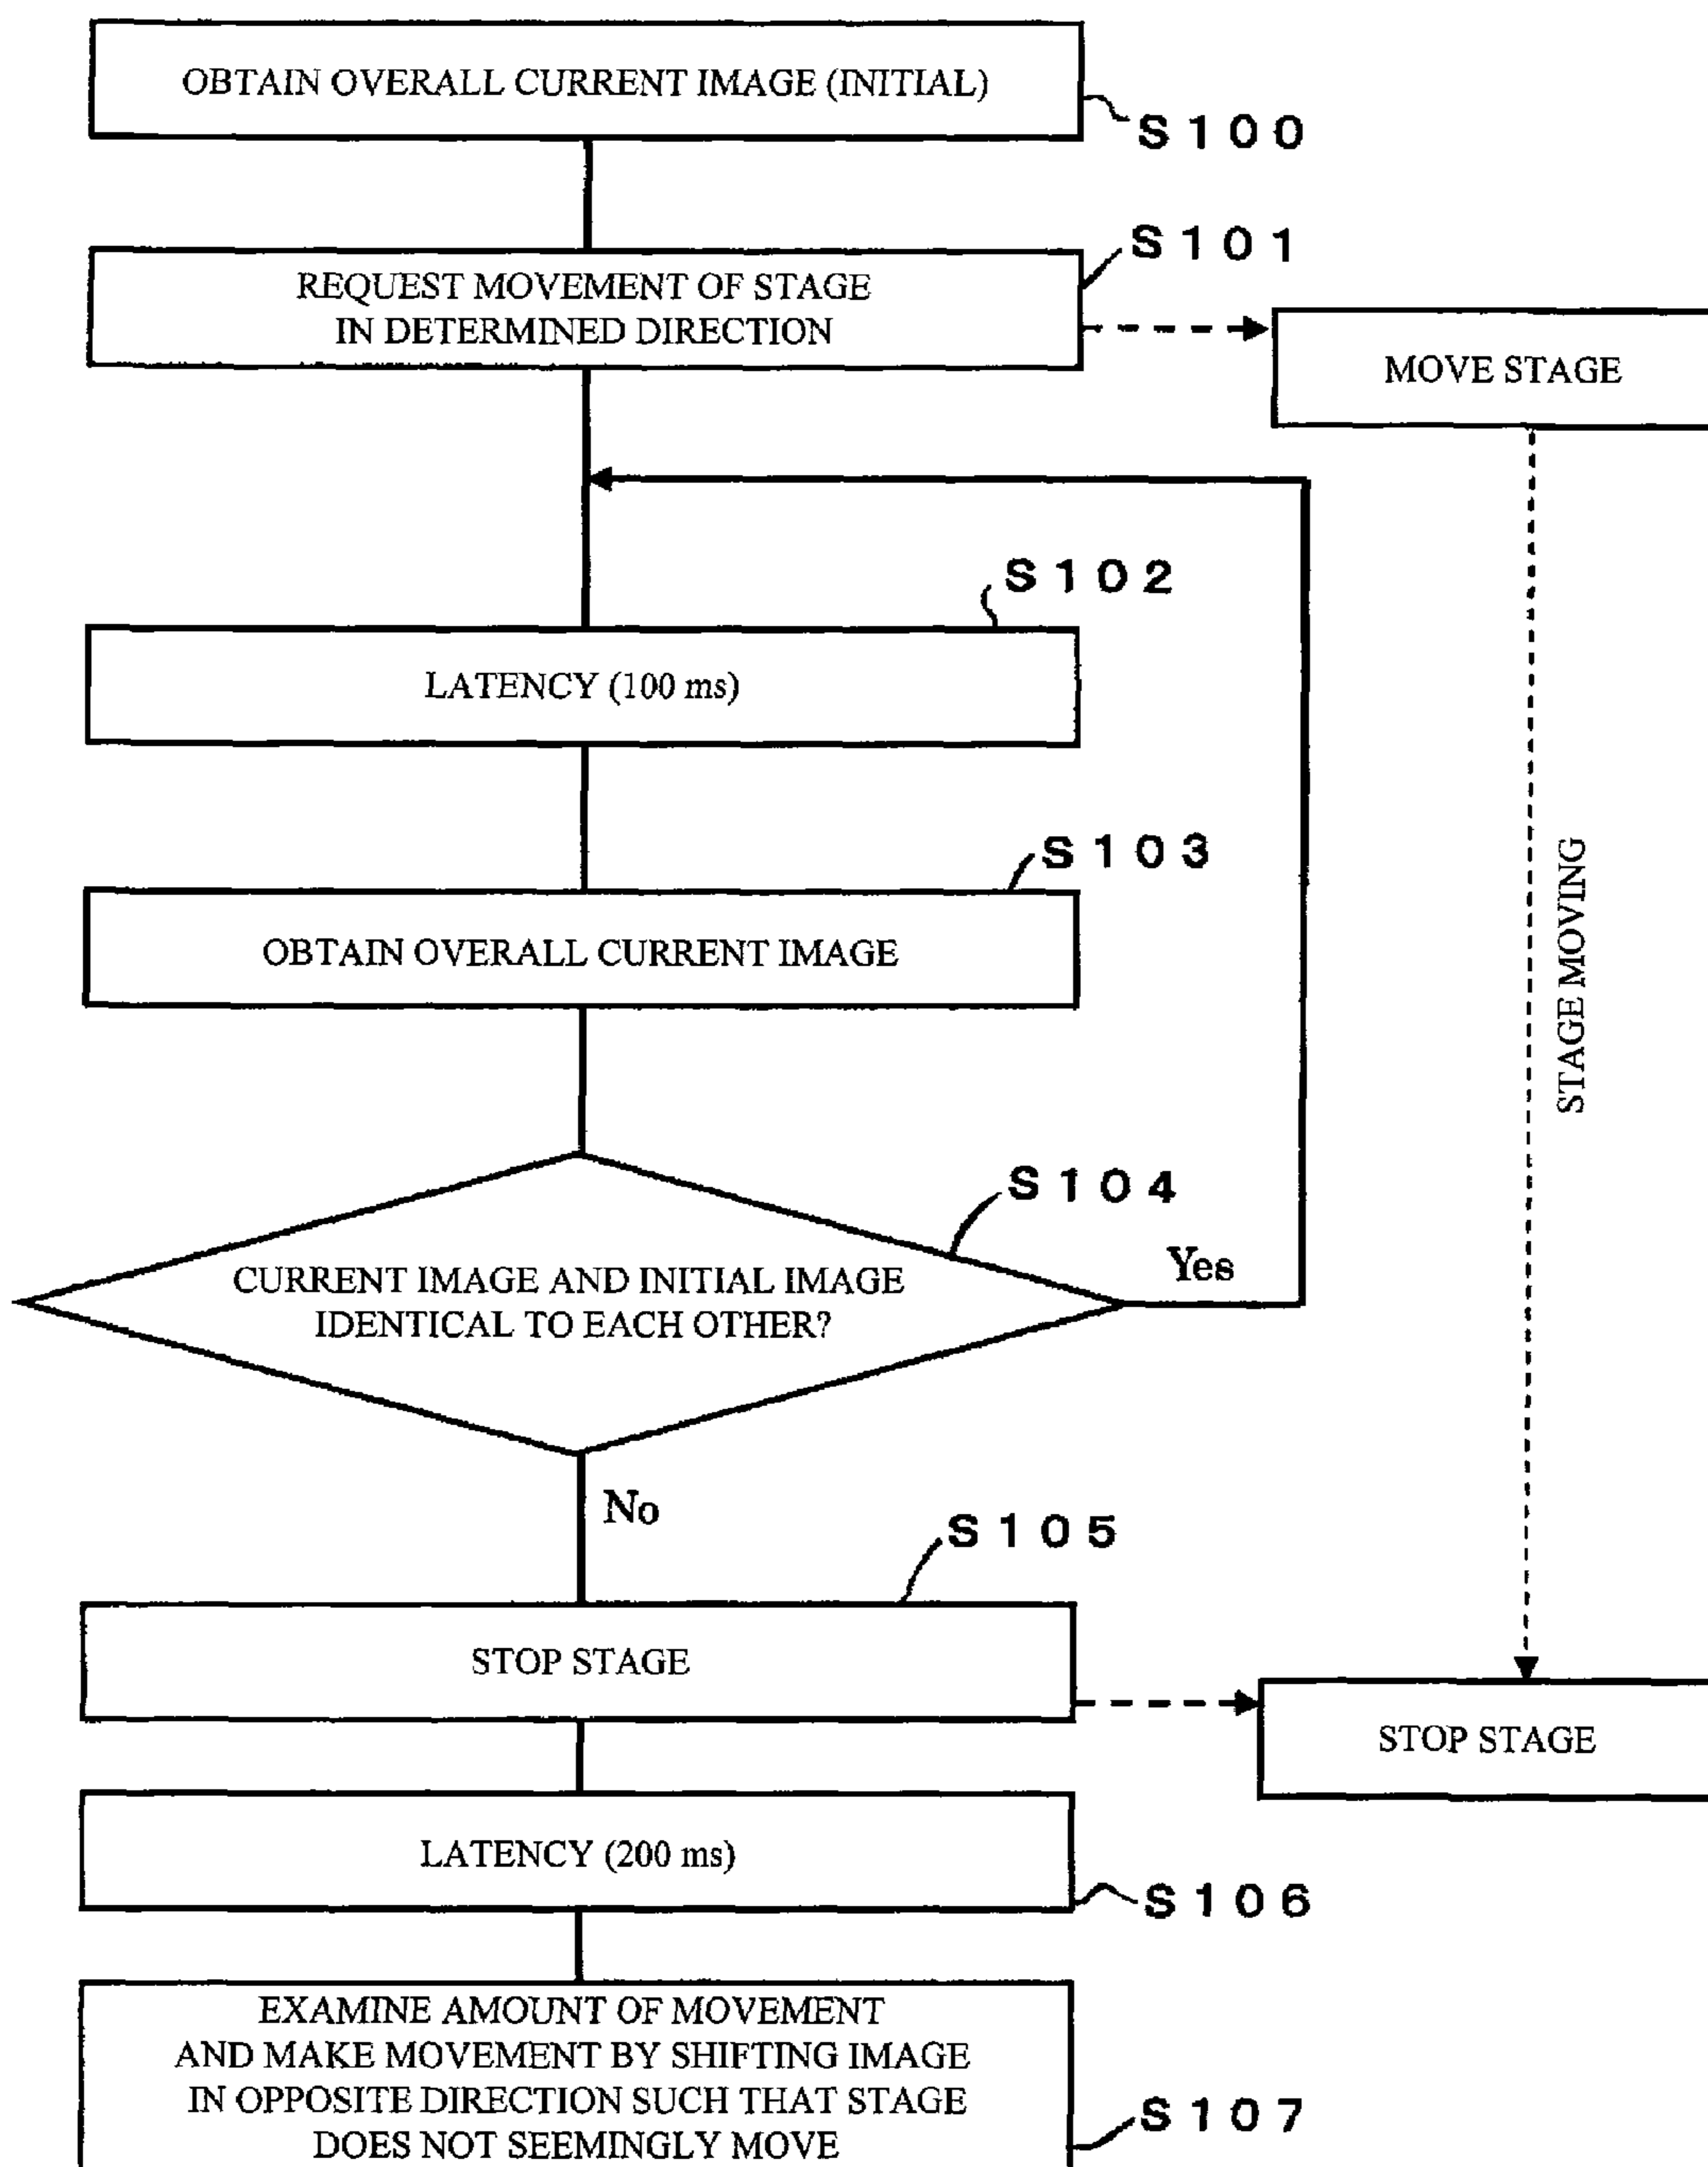 OBTAIN OVERALL CURRENT IMAGE (INITIAL)
S100
S101
REQUEST MOVEMENT OF STAGE
IN DETERMINED DIRECTION
MOVE STAGE
S102
LATENCY (100 ms)
S103
OBTAIN OVERALL CURRENT IMAGE
STAGE MOVING
S104
CURRENT IMAGE AND INITIAL IMAGE
IDENTICAL TO EACH OTHER?
Yes
No
S105
STOP STAGE
STOP STAGE
LATENCY (200 ms)
S106
EXAMINE AMOUNT OF MOVEMENT
AND MAKE MOVEMENT BY SHIFTING IMAGE
IN OPPOSITE DIRECTION SUCH THAT STAGE
DOES NOT SEEMINGLY MOVE
S107